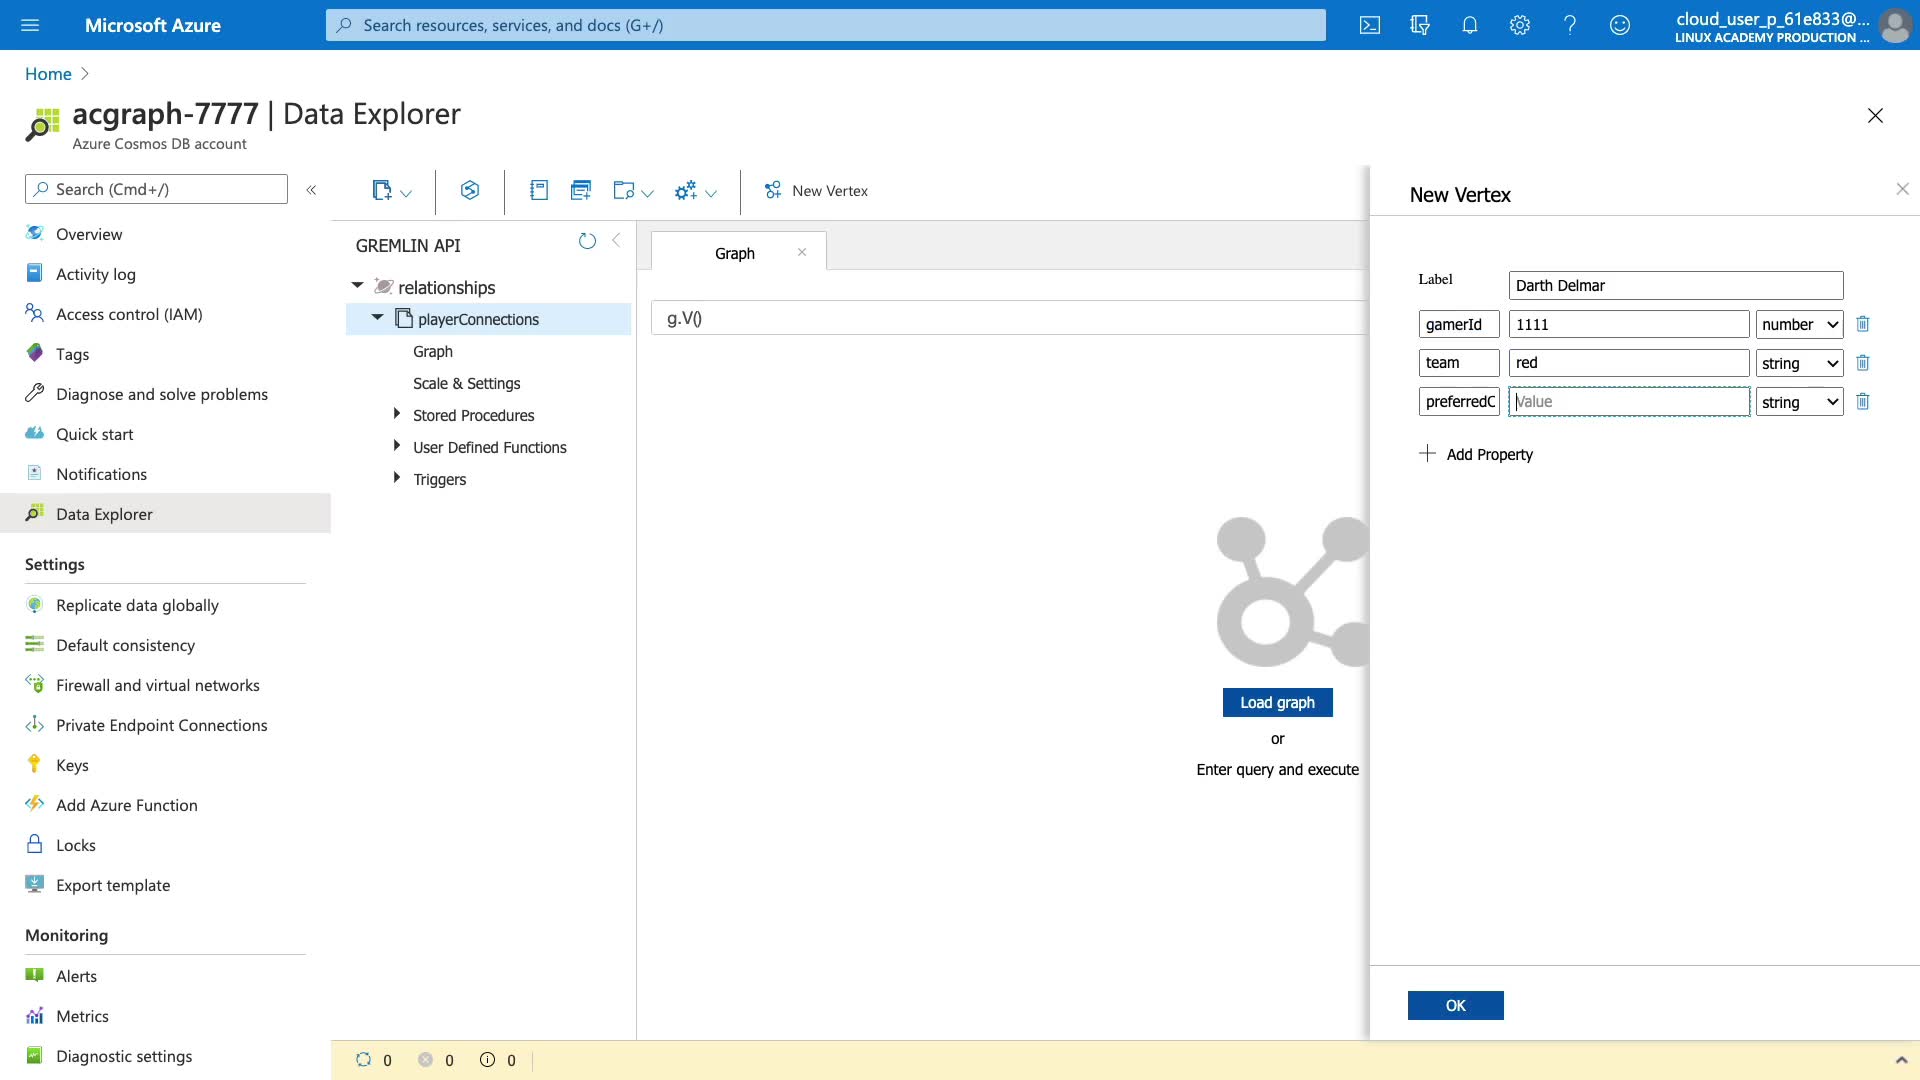 Microsoft Azure
Search resources, services, and docs (G+/)
cloud_user_p_61e833@...
LINUX ACADEMY PRODUCTION ...
Home
acgraph-7777 | Data Explorer
Azure Cosmos DB account
Search (Cmd+/)
Overview
Activity log
Access control (IAM)
Tags
Diagnose and solve problems
Quick start
Notifications
Data Explorer
Settings
Replicate data globally
Default consistency
Firewall and virtual networks
Private Endpoint Connections
Keys
Add Azure Function
Locks
Export template
Monitoring
Alerts
Metrics
Diagnostic settings
New Vertex
GREMLIN API
relationships
playerConnections
Graph
Scale & Settings
Stored Procedures
User Defined Functions
Triggers
Graph
g.V()
Load graph
or
Enter query and execute
New Vertex
Label Darth Delmar
gamerId 1111 number
team red string
preferredC Value string
Add Property
OK
0 0 0